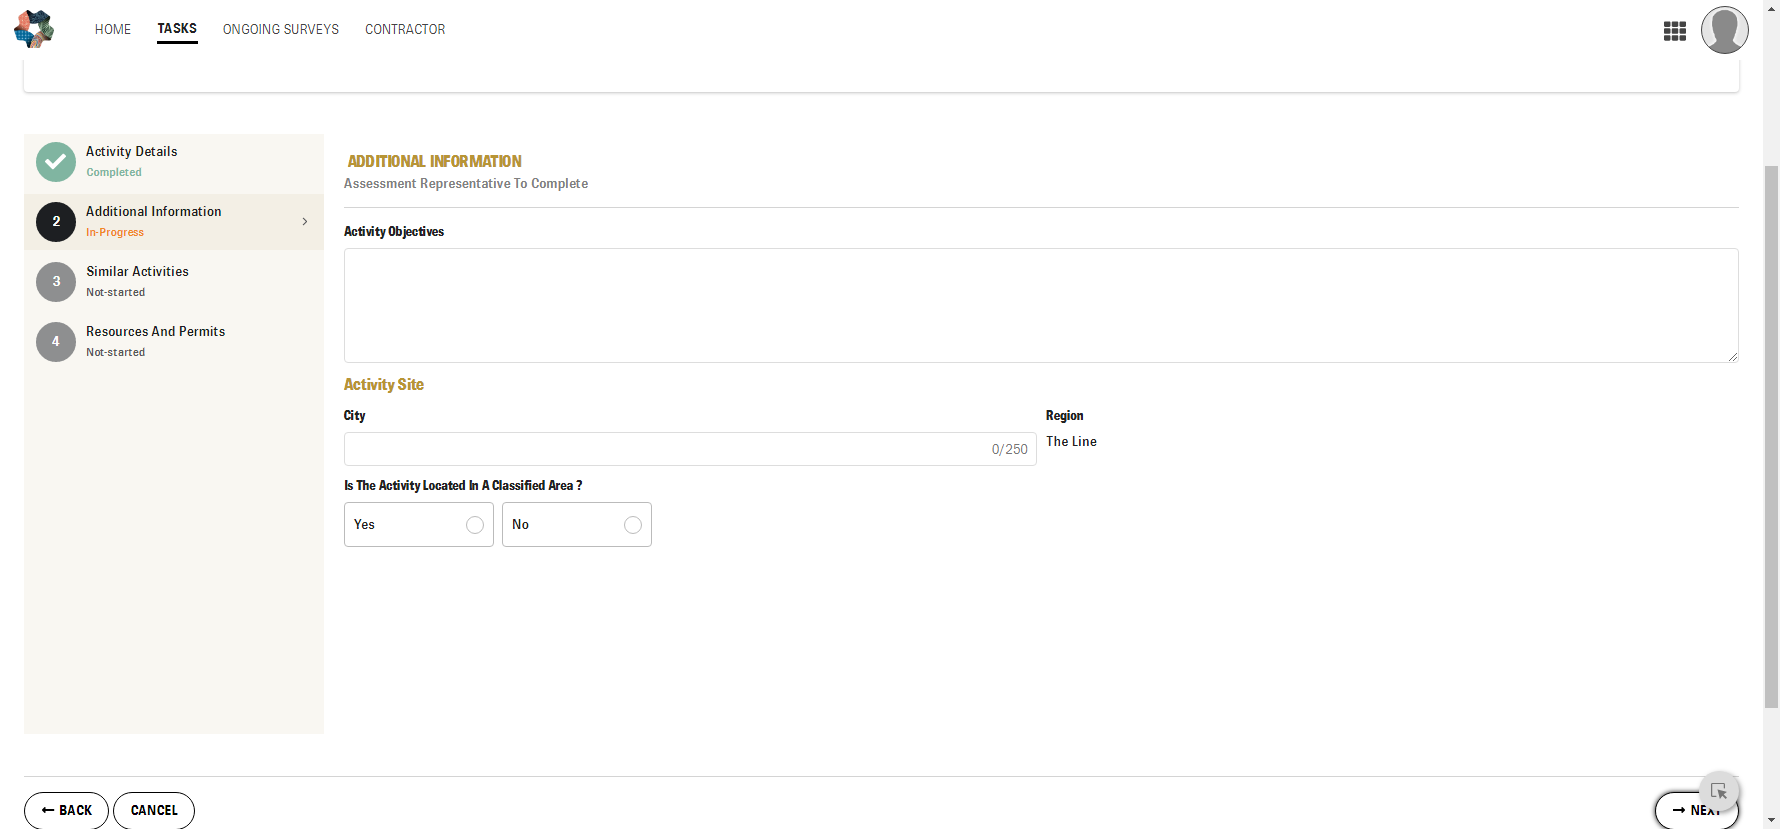 HOME TASKS ONGOING SURVEYS CONTRACTOR
Activity Details
Completed
2
Additional Information
In-Progress
3
Similar Activities
Not-started
4
Resources And Permits
Not-started
ADDITIONAL INFORMATION
Assessment Representative To Complete
Activity Objectives
Activity Site
City
0/250
Region
The Line
Is The Activity Located In A Classified Area ?
Yes
No
BACK
CANCEL
NEXT